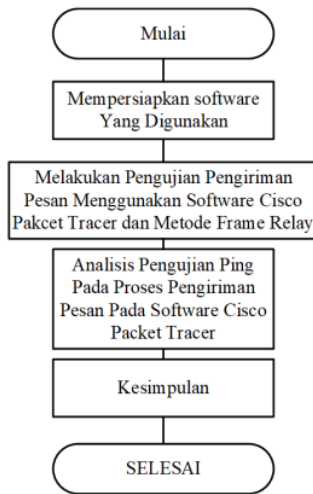 Mulai
Mempersiapkan software
Yang Digunakan
Melakukan Pengujian Pengiriman
Pesan Menggunakan Software Cisco
Pakcet Tracer dan Metode Frame Relay
Analisis Pengujian Ping
Pada Proses Pengiriman
Pesan Pada Software Cisco
Packet Tracer
Kesimpulan
SELESAI